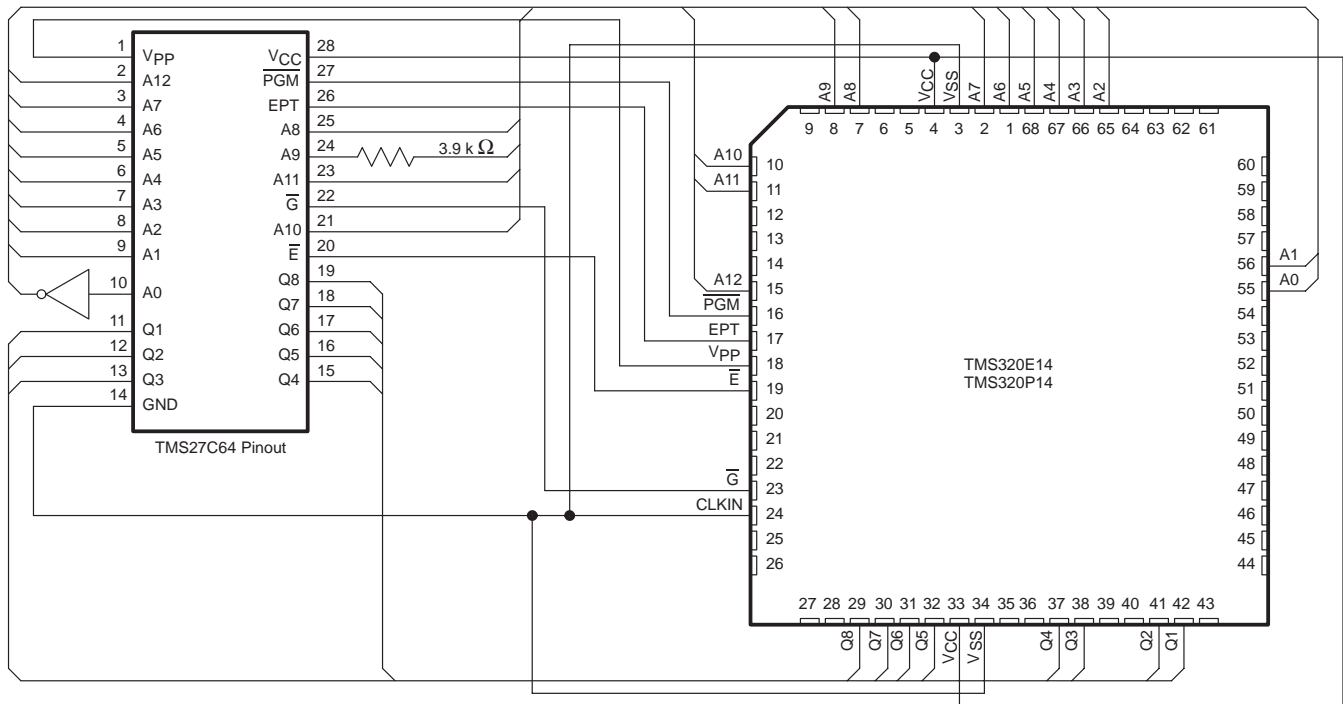 1 VPP VCC 28
2 A12 PGM 27
3 A7 EPT 26
4 A6 A8 25
5 A5 A9 24 3.9 k Ω
6 A4 A11 23
7 A3 G 22
8 A2 A10 21
9 A1 E 20
10 A0 Q8 19
Q7 18
11 Q1 Q6 17
12 Q2 Q5 16
13 Q3 Q4 15
14 GND
TMS27C64 Pinout
A9 A8 VCC VSS A7 A6 A5 A4 A3 A2
9 8 7 6 5 4 3 2 1 68 67 66 65 64 63 62 61
A10 10
A11 11
12
13
14
A12 15
PGM 16
EPT 17
VPP 18
E 19
20
21
22
G 23
CLKIN 24
25
26
TMS320E14
TMS320P14
60
59
58
57
56 A1
55 A0
54
53
52
51
50
49
48
47
46
45
44
27 28 29 30 31 32 33 34 35 36 37 38 39 40 41 42 43
Q8 Q7 Q6 Q5 VCC VSS Q4 Q3 Q2 Q1